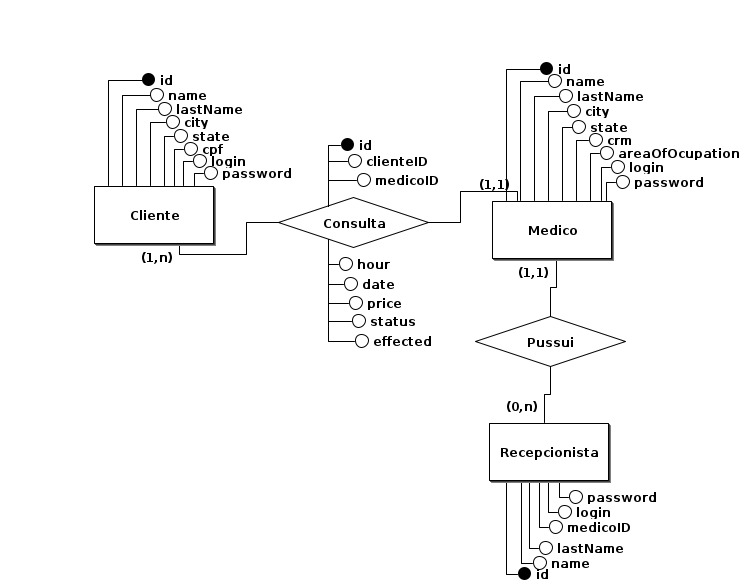 id
name
lastName
city
state
cpf
login
password
Cliente
(1,n)
id
clienteID
medicoID
Consulta
hour
date
price
status
effected
id
name
lastName
city
state
crm
areaOfOcupation
login
password
(1,1)
Medico
(1,1)
Pussui
(0,n)
Recepcionista
password
login
medicoID
lastName
name
id